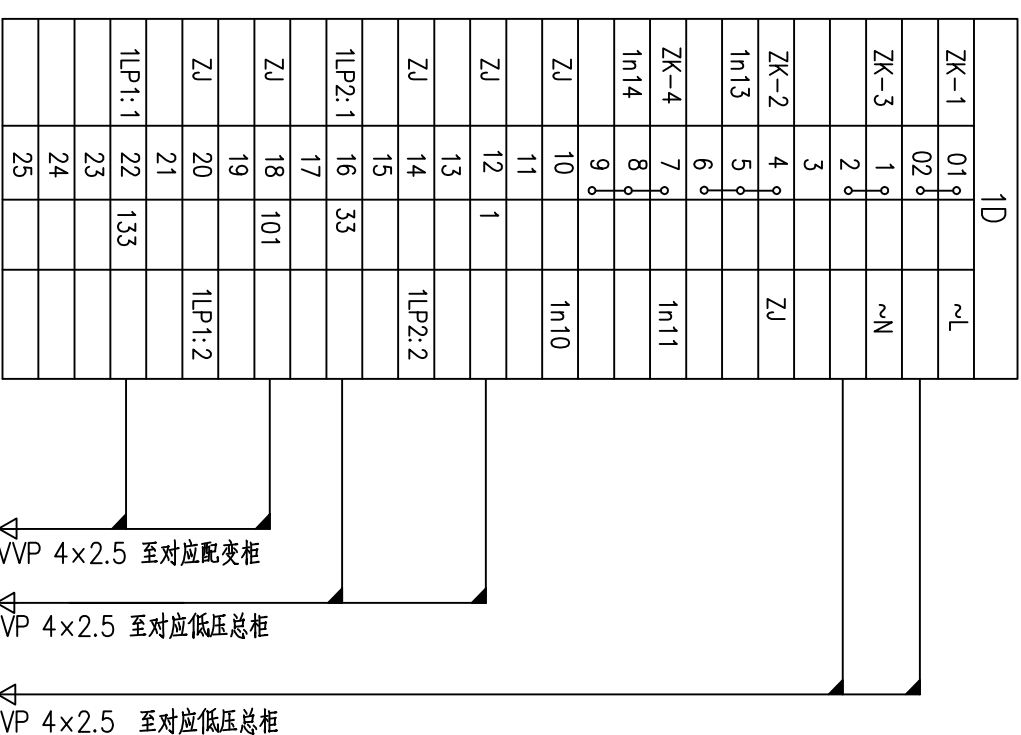 1D
ZK-1 01 ~L
02
ZK-3 1 ~N
2
3
ZK-2 4 ZJ
1n13 5
6
ZK-4 7 1n11
1n14 8
9
ZJ 10 1n10
11
ZJ 12 1
13
ZJ 14 1LP2:2
15
1LP2:1 16 33
17
ZJ 18 101
19
ZJ 20 1LP1:2
21
1LP1:1 22 133
23
24
25
VVP 4×2.5 至对应配变柜
VP 4×2.5 至对应低压总柜
VP 4×2.5 至对应低压总柜